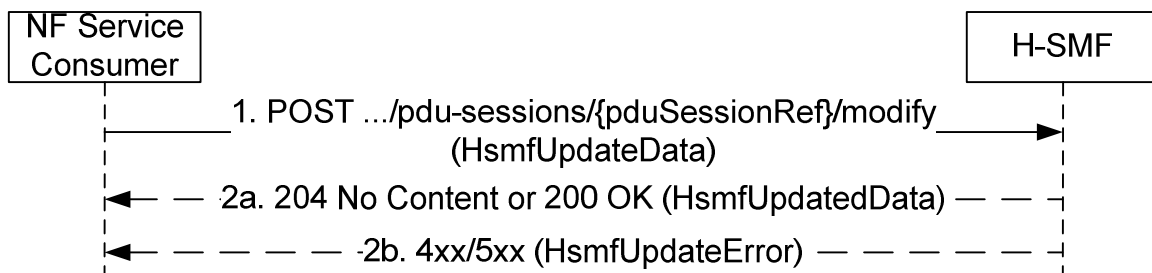 NF Service
Consumer
H-SMF
1. POST .../pdu-sessions/{pduSessionRef}/modify
(HsmfUpdateData)
2a. 204 No Content or 200 OK (HsmfUpdatedData)
2b. 4xx/5xx (HsmfUpdateError)